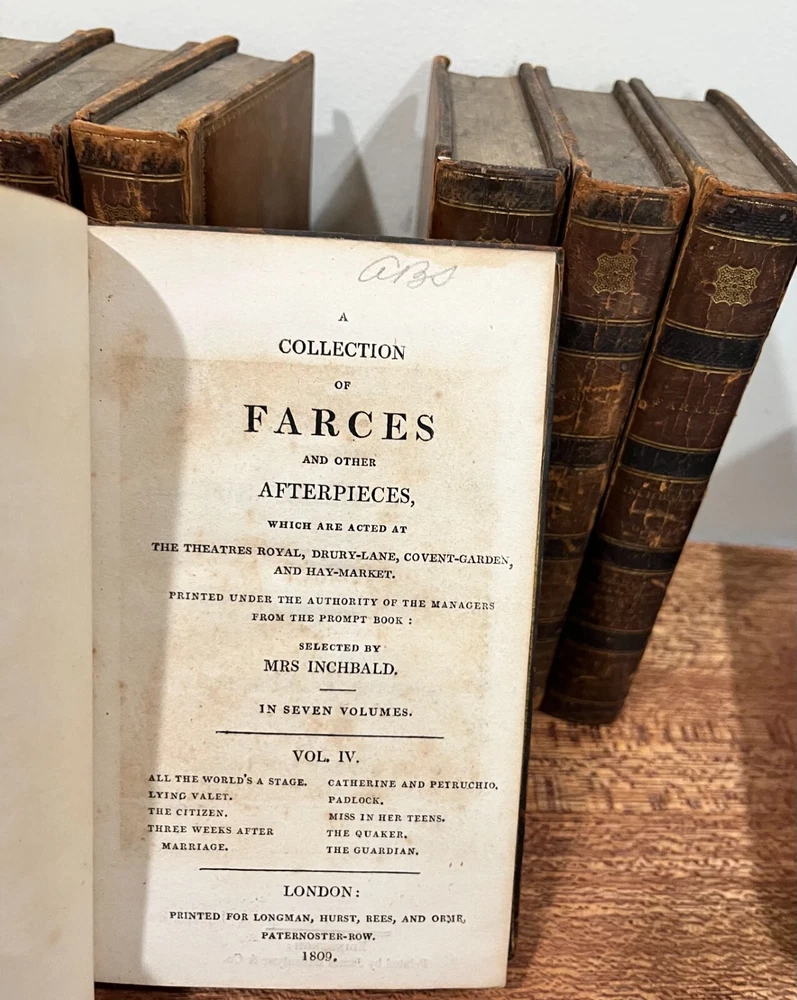 ABS
A
COLLECTION
OF
FARCES
AND OTHER
AFTERPIECES,
WHICH ARE ACTED AT
THE THEATRES ROYAL, DRURY-LANE, COVENT-GARDEN,
AND HAY-MARKET.
PRINTED UNDER THE AUTHORITY OF THE MANAGERS
FROM THE PROMPT BOOK :
SELECTED BY
MRS INCHBALD.
IN SEVEN VOLUMES.
VOL. IV.
ALL THE WORLD'S A STAGE.
LYING VALET.
THE CITIZEN.
THREE WEEKS AFTER
MARRIAGE.
CATHERINE AND PETRUCHIO.
PADLOCK.
MISS IN HER TEENS.
THE QUAKER.
THE GUARDIAN.
LONDON:
PRINTED FOR LONGMAN, HURST, REES, AND ORME,
PATERNOSTER-ROW.
1809.
FARCES